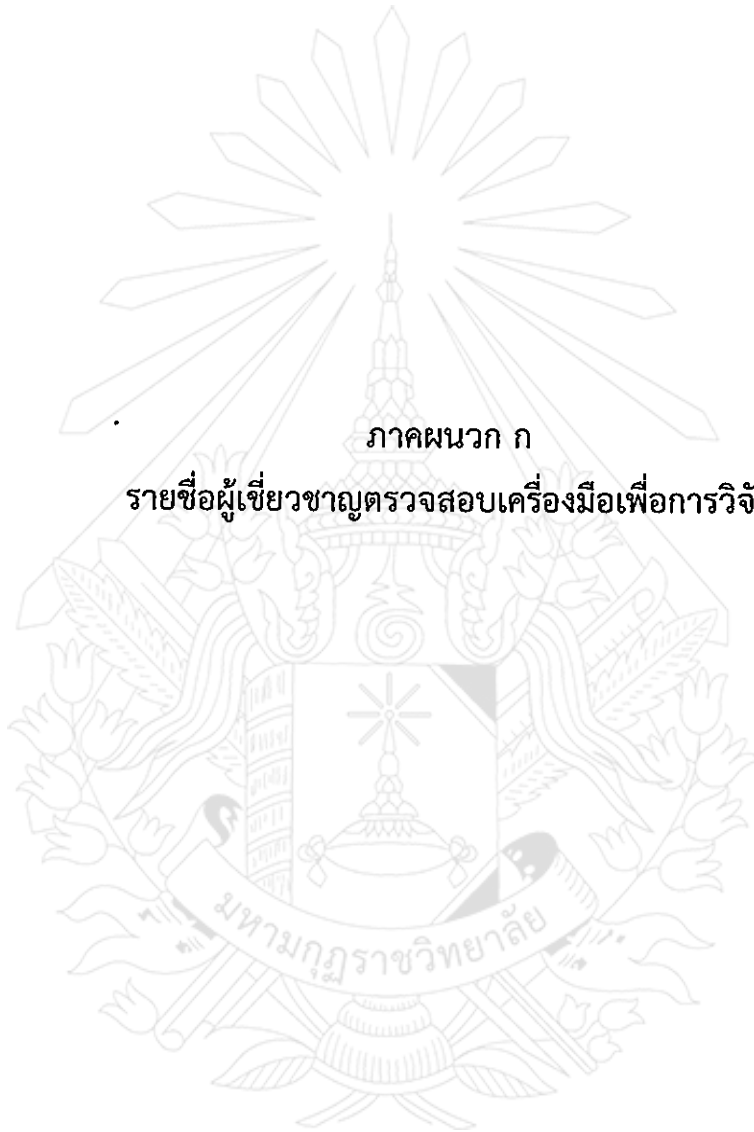 ภาคผนวก ก
รายชื่อผู้เชี่ยวชาญตรวจสอบเครื่องมือเพื่อการวิจั
มหามกุฏราชวิทยาลัย